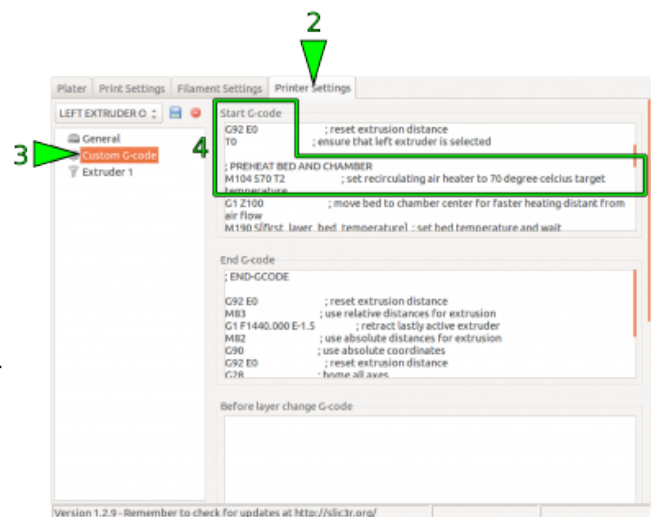 2
Plater Print Settings Filament Settings Printer Settings
LEFT EXTRUDER O
Start G-code
G92 E0 ; reset extrusion distance
T0 ; ensure that left extruder is selected
3
General
4
Custom G-code
; PREHEAT BED AND CHAMBER
Extruder 1
M104 S70 T2 ; set recirculating air heater to 70 degree celcius target
temperature
G1 Z100 ; move bed to chamber center for faster heating distant from
air flow
M190 S[first_layer_bed_temperature] ; set bed temperature and wait
End G-code
; END-GCODE
G92 E0 ; reset extrusion distance
M83 ; use relative distances for extrusion
G1 F1440.000 E-1.5 ; retract lastly active extruder
M82 ; use absolute distances for extrusion
G90 ; use absolute coordinates
G92 E0 ; reset extrusion distance
G28 ; home all axes
Before layer change G-code
Version 1.2.9 - Remember to check for updates at http://slic3r.org/